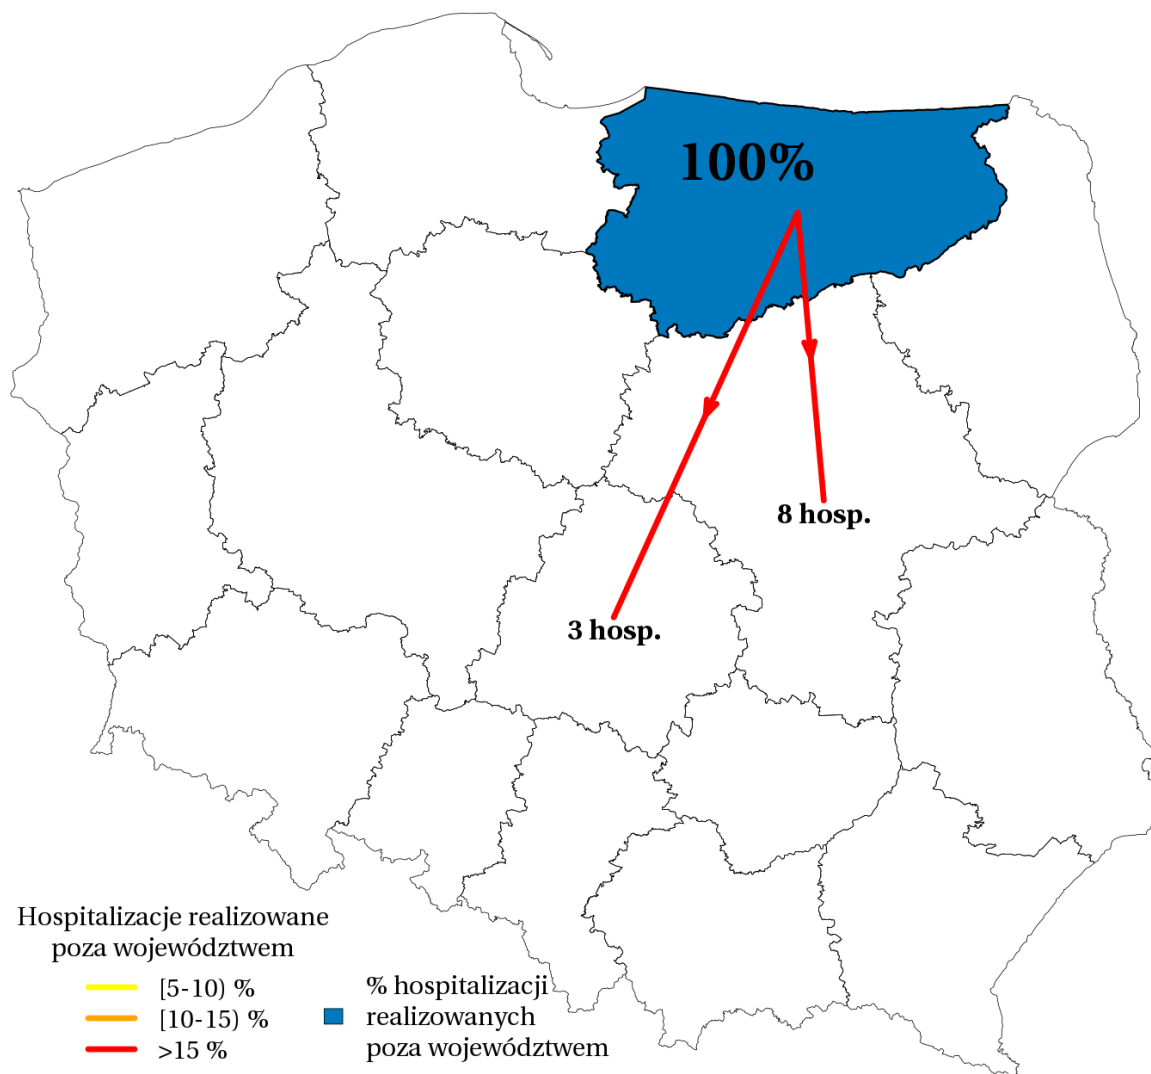 100%
8 hosp.
3 hosp.
Hospitalizacje realizowane
poza województwem
[5-10) %
[10-15) %
>15 %
% hospitalizacji
realizowanych
poza województwem